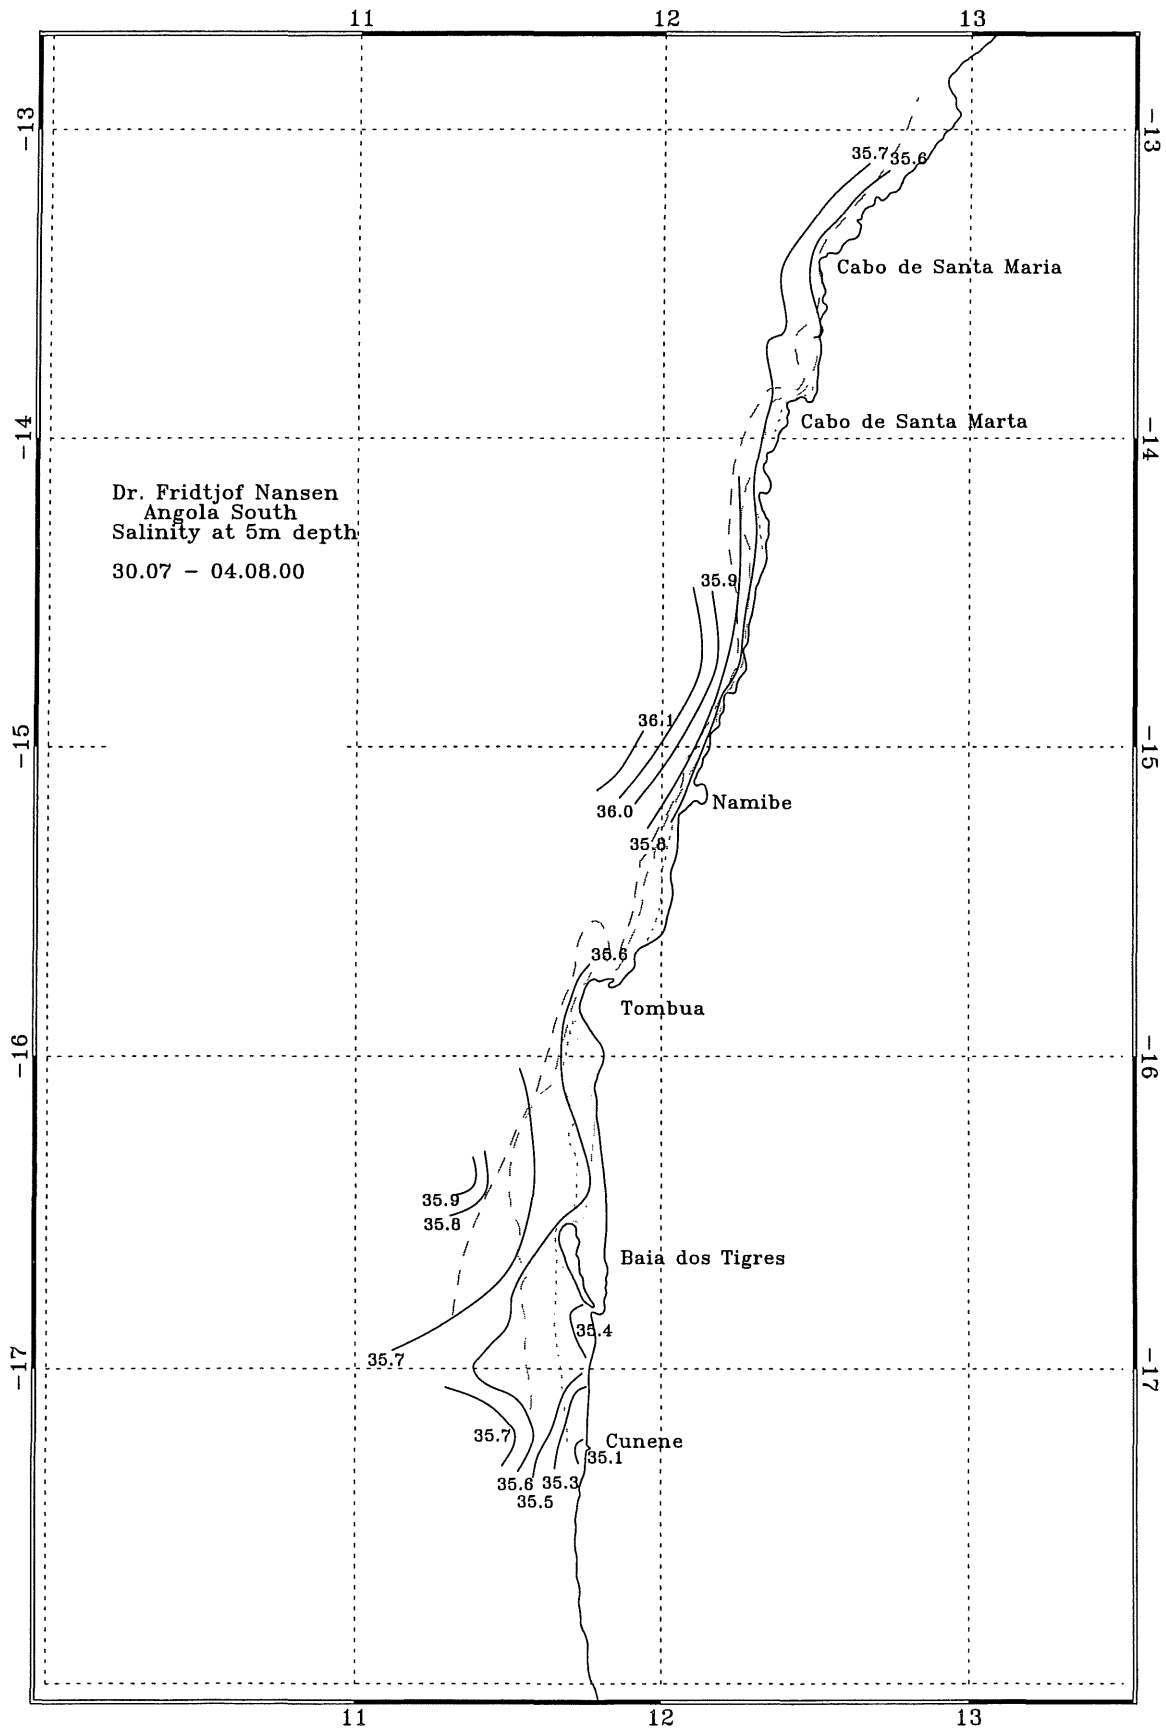 11 12 13
-13 -13
35.7 35.6
Cabo de Santa Maria
Cabo de Santa Marta
-14 -14
Dr. Fridtjof Nansen
Angola South
Salinity at 5m depth
30.07 - 04.08.00
35.9
36.1
-15 -15
36.0
Namibe
35.8
35.6
Tombua
-16 -16
35.9
35.8
Baia dos Tigres
35.4
35.7
-17 -17
35.7
Cunene
35.1
35.6 35.3
35.5
11 12 13